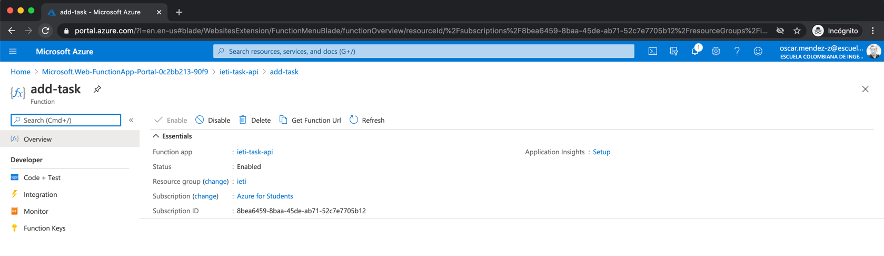 add-task - Microsoft Azure
portal.azure.com/?l=en.en-us#blade/WebsitesExtension/FunctionMenuBlade/functionOverview/resourceId/%2Fsubscriptions%2F8bea6459-8baa-45de-ab71-52c7e7705b12%2FresourceGroups%2Fi...
Incógnito
Microsoft Azure
Search resources, services, and docs (G+/)
1
oscar.mendez-z@escuel...
ESCUELA COLOMBIANA DE INGE...
Home > Microsoft.Web-FunctionApp-Portal-0c2bb213-90f9 > ieti-task-api > add-task
add-task
Function
Search (Cmd+/)
«
Enable
Disable
Delete
Get Function Url
Refresh
Overview
Developer
Code + Test
Integration
Monitor
Function Keys
Essentials
Function app : ieti-task-api
Status : Enabled
Resource group (change) : ieti
Subscription (change) : Azure for Students
Subscription ID : 8bea6459-8baa-45de-ab71-52c7e7705b12
Application Insights : Setup